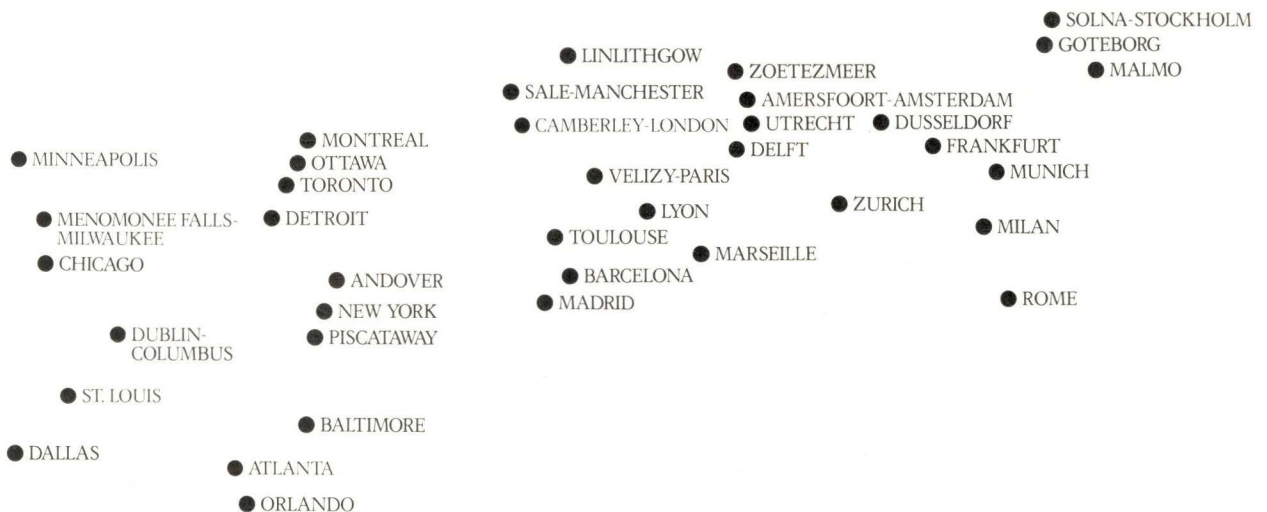 SOLNA-STOCKHOLM
GOTEBORG
MALMO
LINLITHGOW
ZOETEZMEER
SALE-MANCHESTER
AMERSFOORT-AMSTERDAM
CAMBERLEY-LONDON
UTRECHT
DUSSELDORF
DELFT
FRANKFURT
MUNICH
VELIZY-PARIS
LYON
ZURICH
MILAN
TOULOUSE
MARSEILLE
BARCELONA
MADRID
ROME
MONTREAL
MINNEAPOLIS
OTTAWA
TORONTO
MENOMONEE FALLS-
MILWAUKEE
DETROIT
CHICAGO
ANDOVER
NEW YORK
DUBLIN-
COLUMBUS
PISCATAWAY
ST. LOUIS
BALTIMORE
DALLAS
ATLANTA
ORLANDO